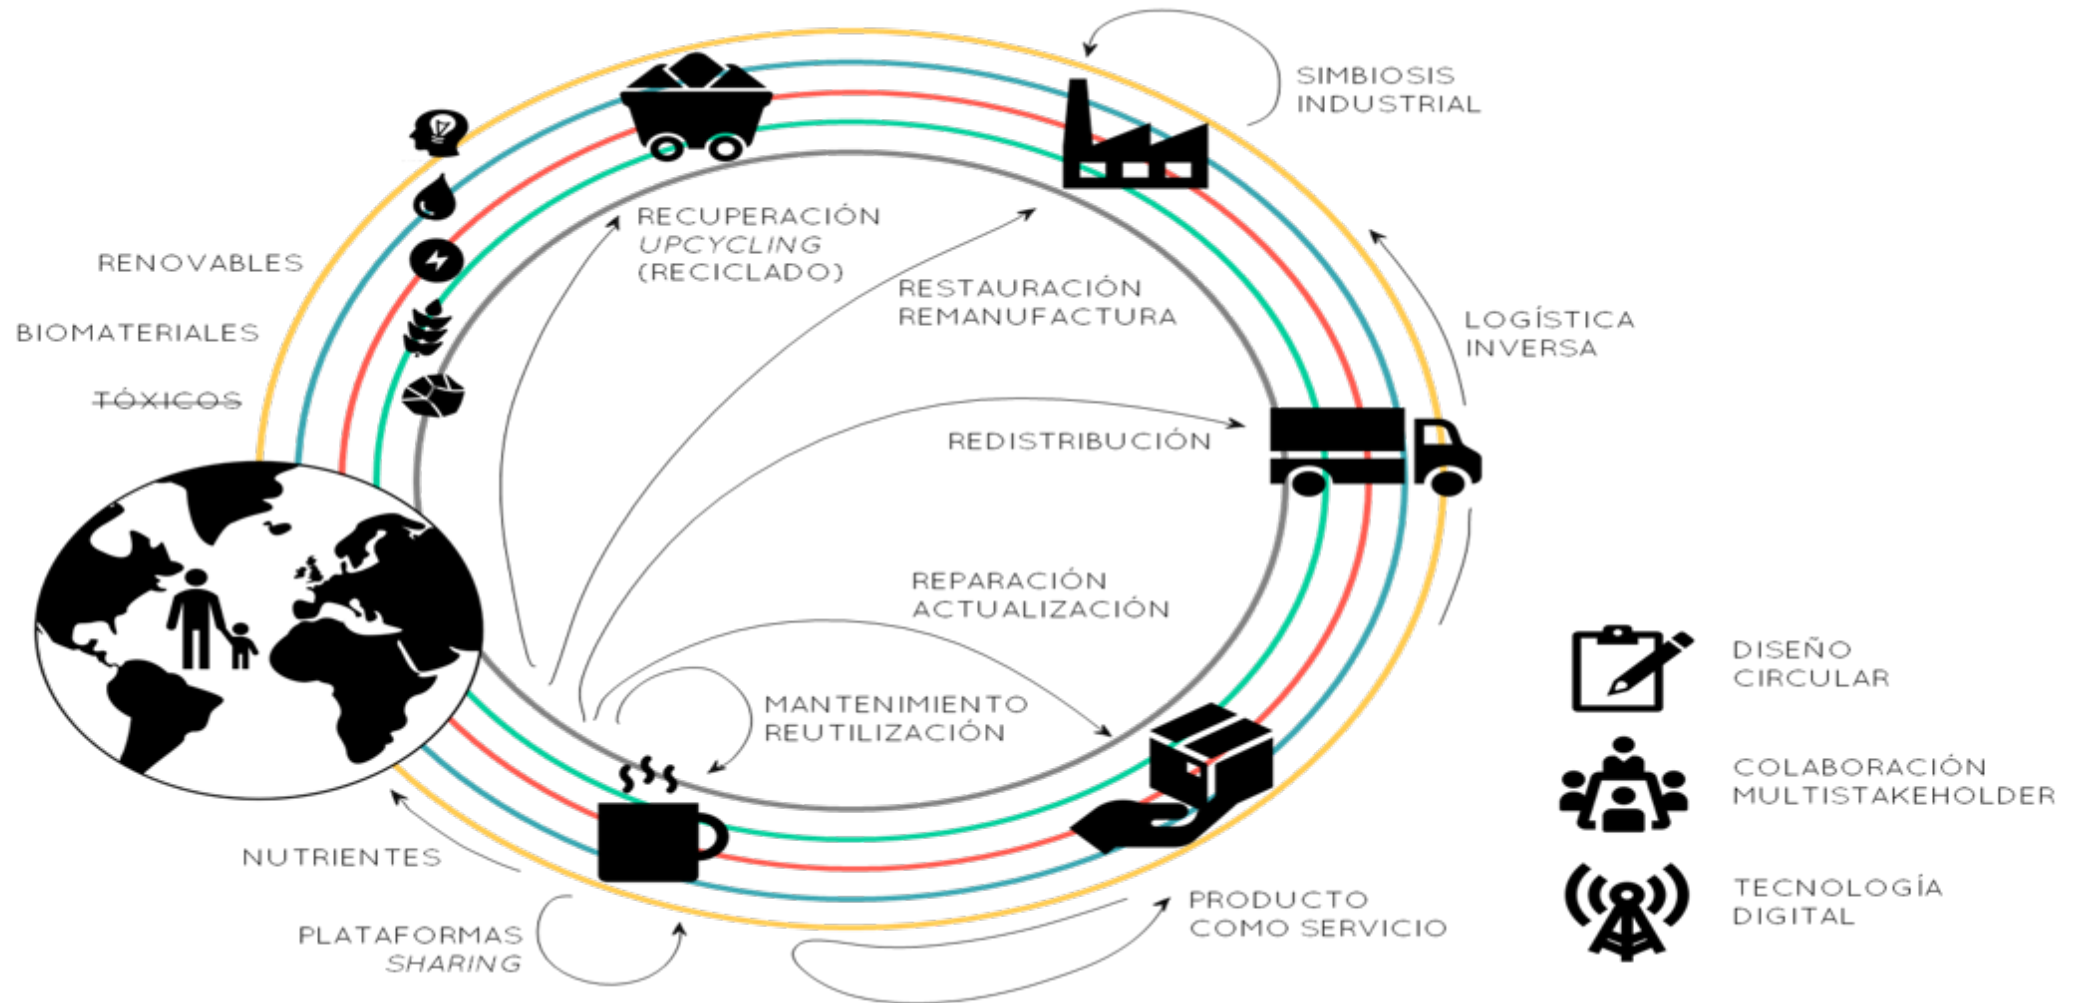 SIMBIOSIS
INDUSTRIAL
RECUPERACIÓN
UPCYCLING
(RECICLADO)
RENOVABLES
BIOMATERIALES
TÓXICOS
RESTAURACIÓN
REMANUFACTURA
LOGÍSTICA
INVERSA
REDISTRIBUCIÓN
REPARACIÓN
ACTUALIZACIÓN
MANTENIMIENTO
REUTILIZACIÓN
NUTRIENTES
PLATAFORMAS
SHARING
PRODUCTO
COMO SERVICIO
DISEÑO
CIRCULAR
COLABORACIÓN
MULTISTAKEHOLDER
TECNOLOGÍA
DIGITAL